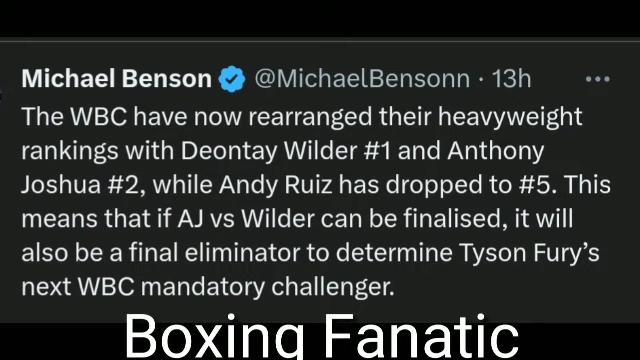 Michael Benson @MichaelBensonn · 13h
The WBC have now rearranged their heavyweight
rankings with Deontay Wilder #1 and Anthony
Joshua #2, while Andy Ruiz has dropped to #5. This
means that if AJ vs Wilder can be finalised, it will
also be a final eliminator to determine Tyson Fury’s
next WBC mandatory challenger.
Boxing Fanatic